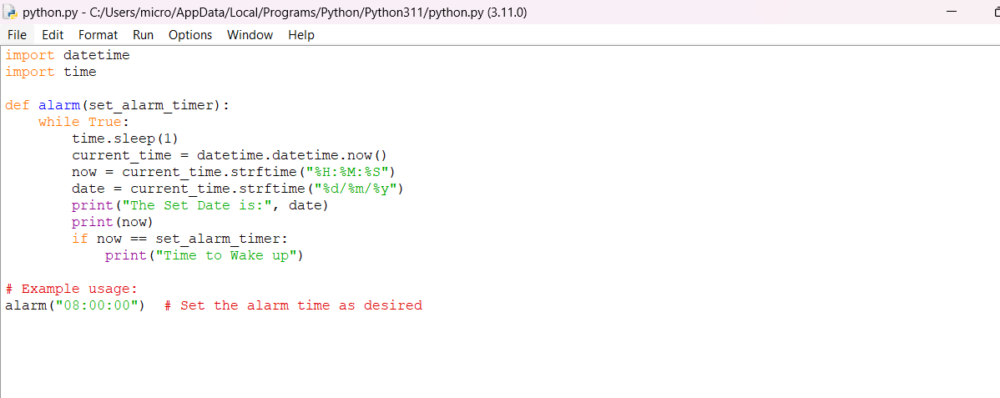 python.py - C:/Users/micro/AppData/Local/Programs/Python/Python311/python.py (3.11.0)
File Edit Format Run Options Window Help
import datetime
import time

def alarm(set_alarm_timer):
    while True:
        time.sleep(1)
        current_time = datetime.datetime.now()
        now = current_time.strftime("%H:%M:%S")
        date = current_time.strftime("%d/%m/%y")
        print("The Set Date is:", date)
        print(now)
        if now == set_alarm_timer:
            print("Time to Wake up")

# Example usage:
alarm("08:00:00")  # Set the alarm time as desired